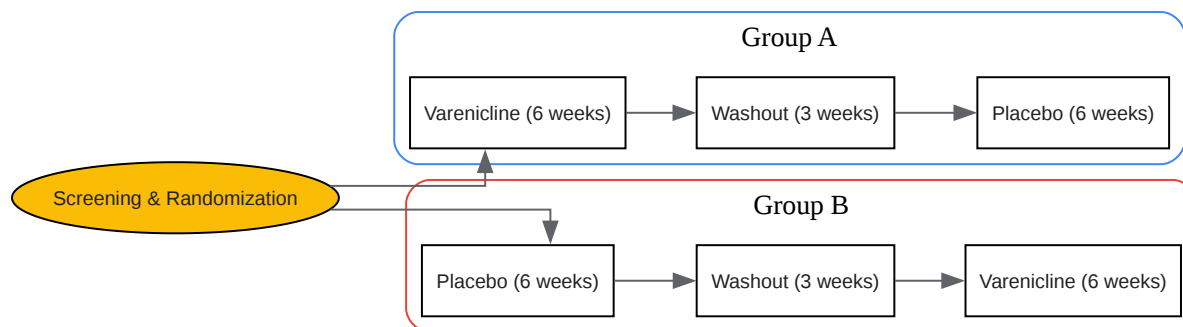 Group A
Varenicline (6 weeks)
Washout (3 weeks)
Placebo (6 weeks)
Screening & Randomization
Group B
Placebo (6 weeks)
Washout (3 weeks)
Varenicline (6 weeks)